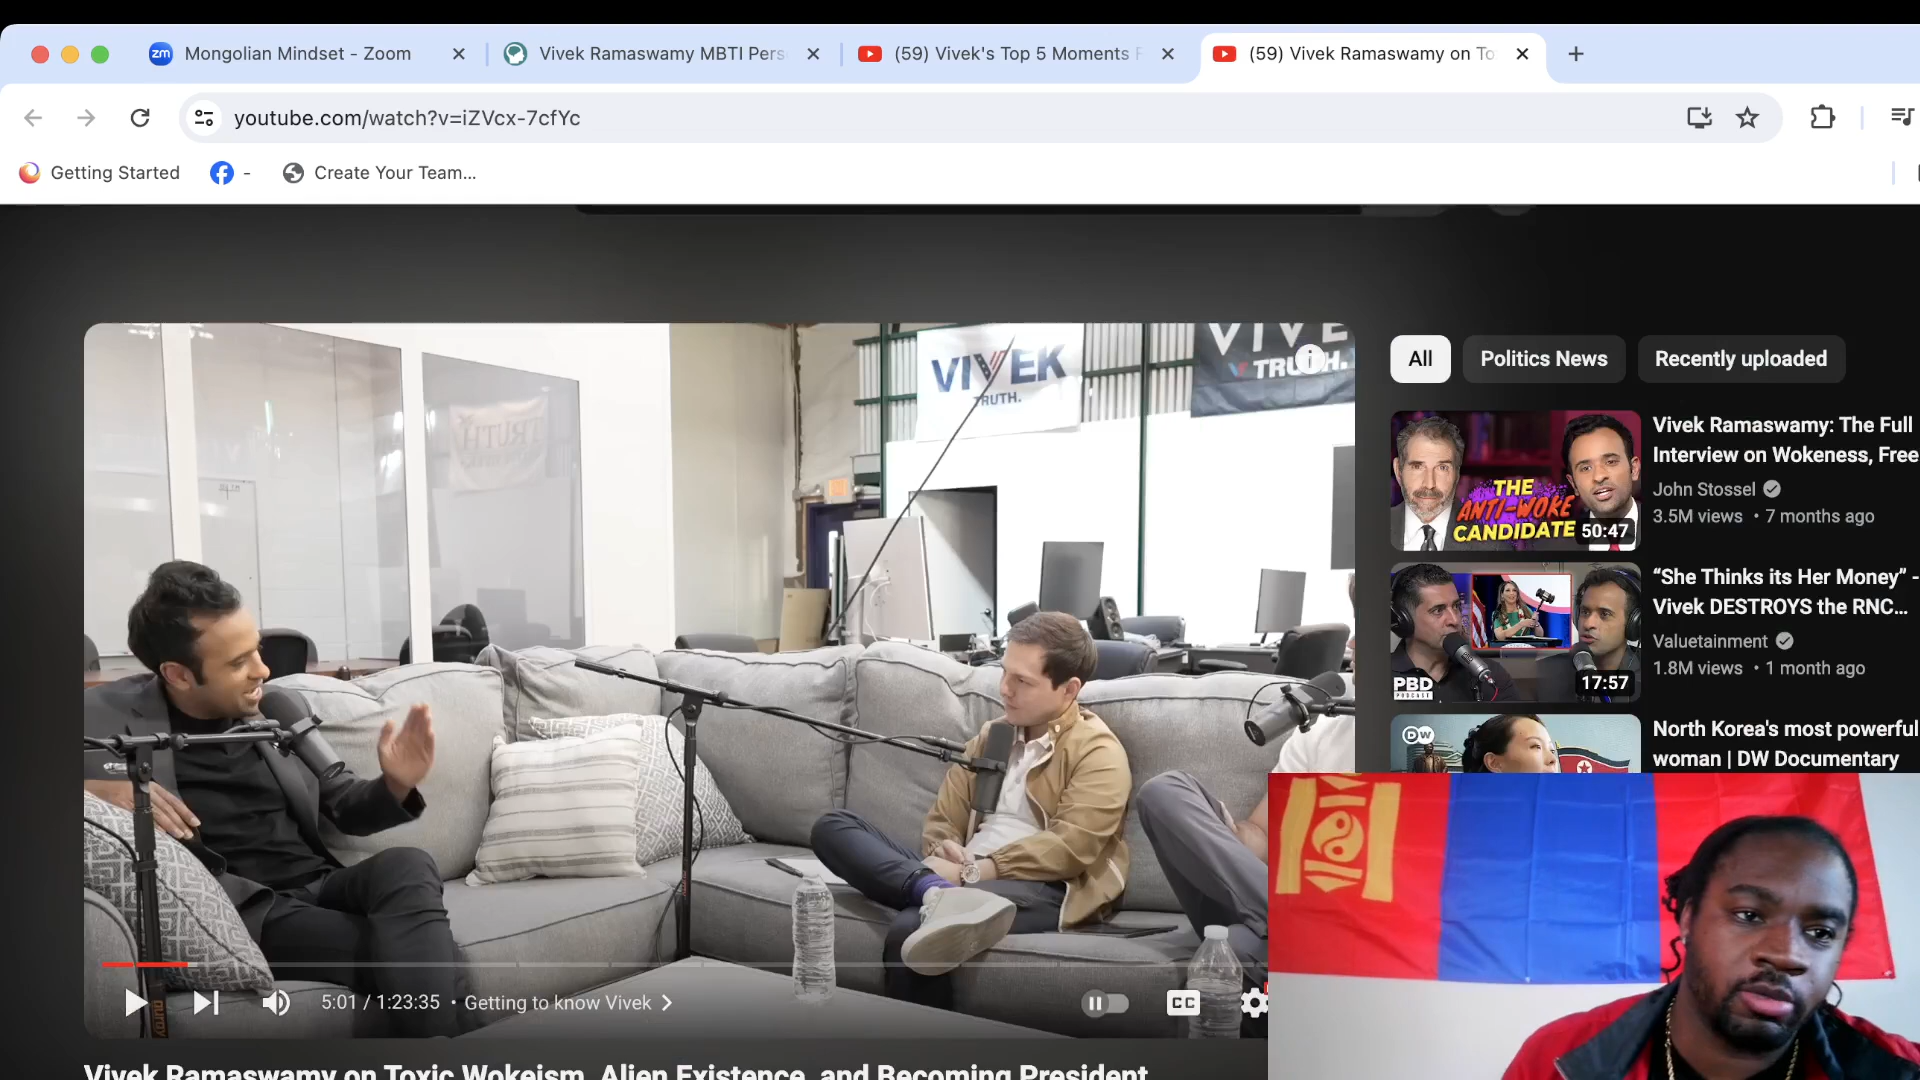 zm Mongolian Mindset - Zoom
Vivek Ramaswamy MBTI Pers
(59) Vivek's Top 5 Moments F
(59) Vivek Ramaswamy on To
youtube.com/watch?v=iZVcx-7cfYc
Getting Started
-
Create Your Team...
VIVEK
TRUTH.
VIVE
TRU H.
All
Politics News
Recently uploaded
THE
ANTI-WOKE
CANDIDATE
50:47
Vivek Ramaswamy: The Full
Interview on Wokeness, Free
John Stossel
3.5M views • 7 months ago
PBD
PODCAST
17:57
“She Thinks its Her Money” -
Vivek DESTROYS the RNC...
Valuetainment
1.8M views • 1 month ago
DW
North Korea's most powerful
woman | DW Documentary
5:01 / 1:23:35 • Getting to know Vivek
CC
Vivek Ramaswamy on Toxic Wokeism, Alien Existence, and Becoming President